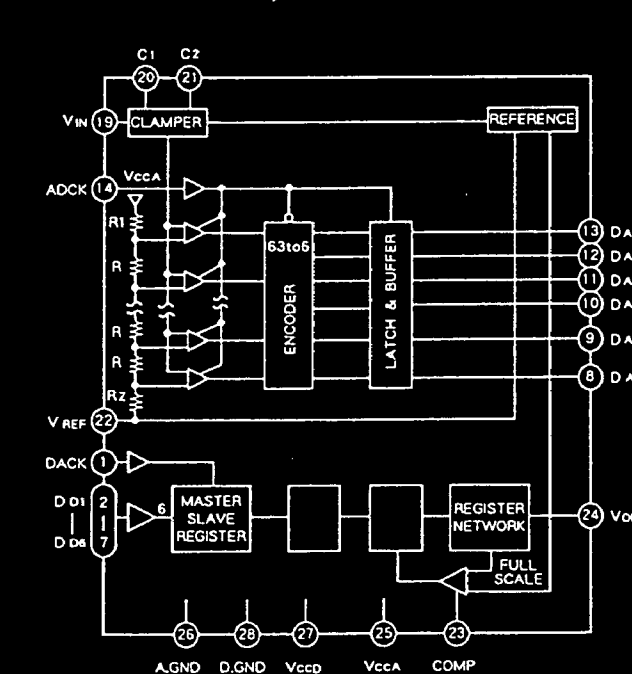 C1 C2
20 21
VIN 19 CLAMPER REFERENCE
ADCK 14 VCCA
R1
63to6
R
R
R
R2
ENCODER
LATCH & BUFFER
13 DA
12 DA
11 DA
10 DA
9 DA
8 DA
VREF 22
DACK 1
DD1 2
DD6 7
6
MASTER
SLAVE
REGISTER
REGISTER
NETWORK
24
FULL
SCALE
26 28 27 25 23
A.GND D.GND VCCD VCCA COMP